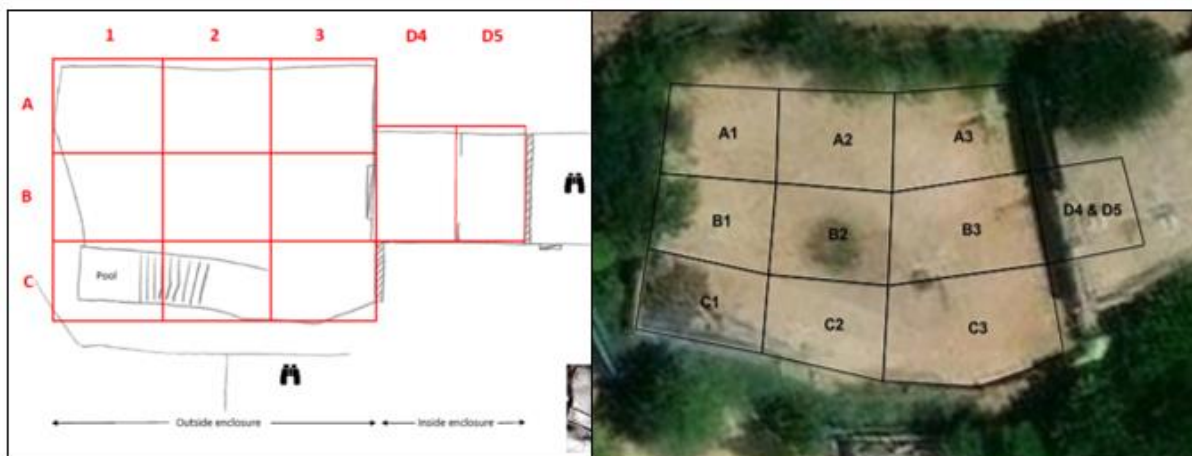 1 2 3 D4 D5
A
B
C
Pool
Outside enclosure
Inside enclosure
A1 A2 A3
B1 B2 B3
D4 & D5
C1 C2 C3